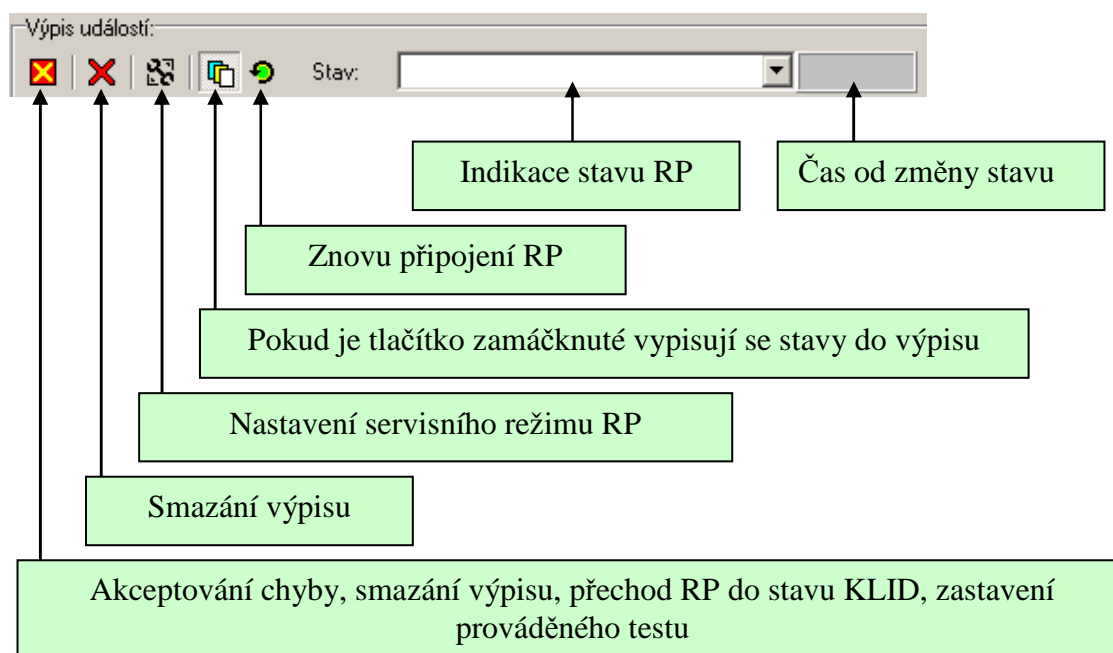 Výpis událostí:
Stav:
Indikace stavu RP
Čas od změny stavu
Znovu připojení RP
Pokud je tlačítko zamáčknuté vypisují se stavy do výpisu
Nastavení servisního režimu RP
Smazání výpisu
Akceptování chyby, smazání výpisu, přechod RP do stavu KLID, zastavení
prováděného testu